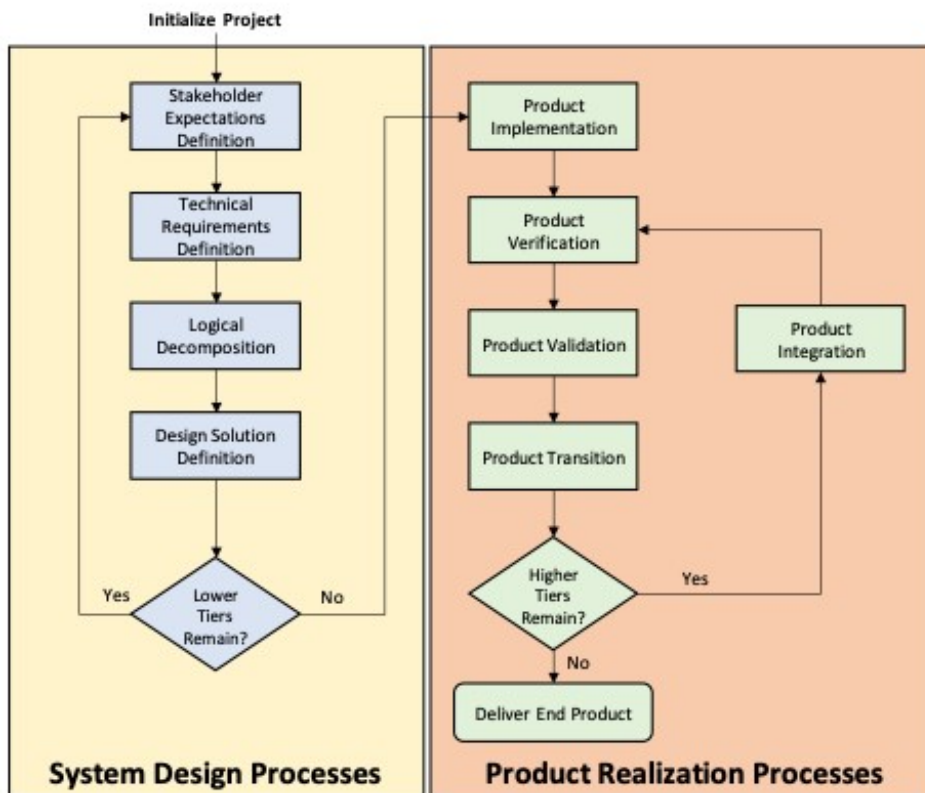 Initialize Project
Stakeholder
Expectations
Definition
Technical
Requirements
Definition
Logical
Decomposition
Design Solution
Definition
Yes
Lower
Tiers
Remain?
No
System Design Processes
Product
Implementation
Product
Verification
Product Validation
Product
Integration
Product Transition
Higher
Tiers
Remain?
Yes
No
Deliver End Product
Product Realization Processes